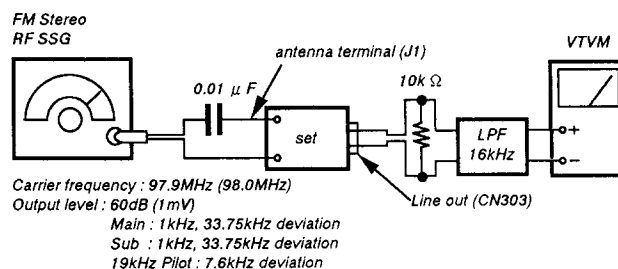 FM Stereo
RF SSG
antenna terminal (J1)
VTVM
0.01 μ F
10k Ω
set
LPF
16kHz
+
−
Line out (CN303)
Carrier frequency : 97.9MHz (98.0MHz)
Output level : 60dB (1mV)
Main : 1kHz, 33.75kHz deviation
Sub : 1kHz, 33.75kHz deviation
19kHz Pilot : 7.6kHz deviation